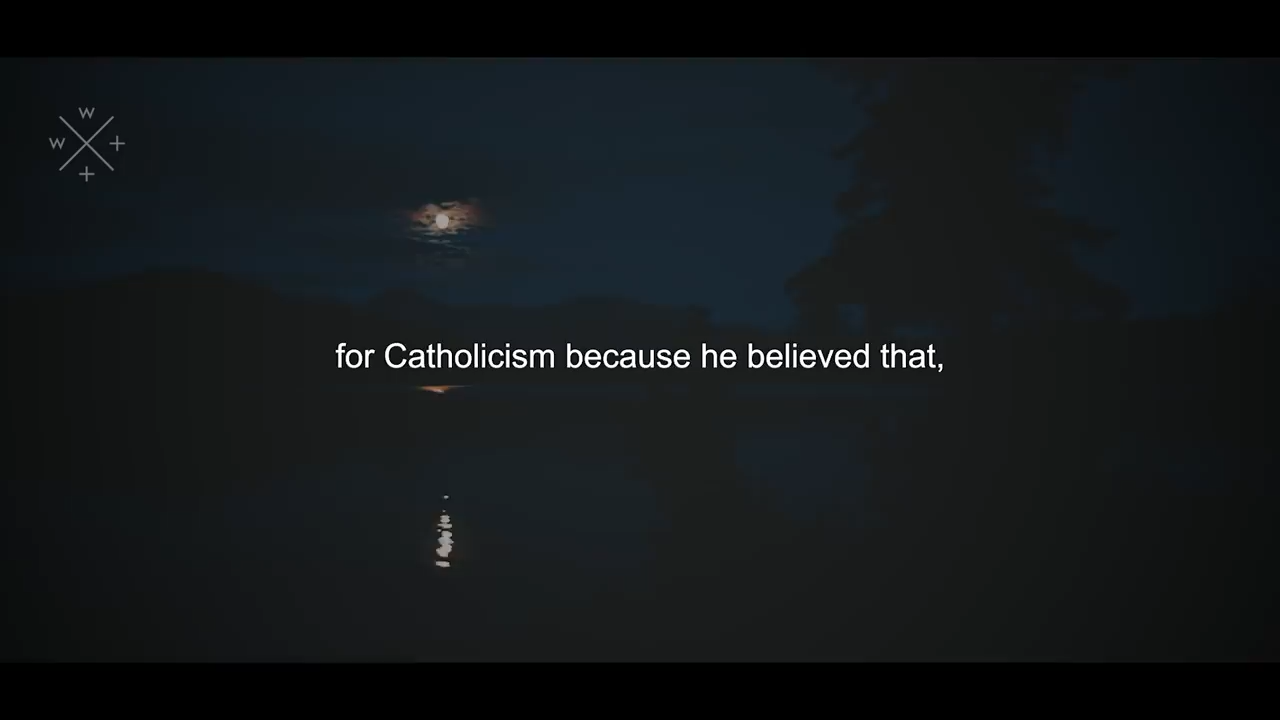 W
W +
+
for Catholicism because he believed that,